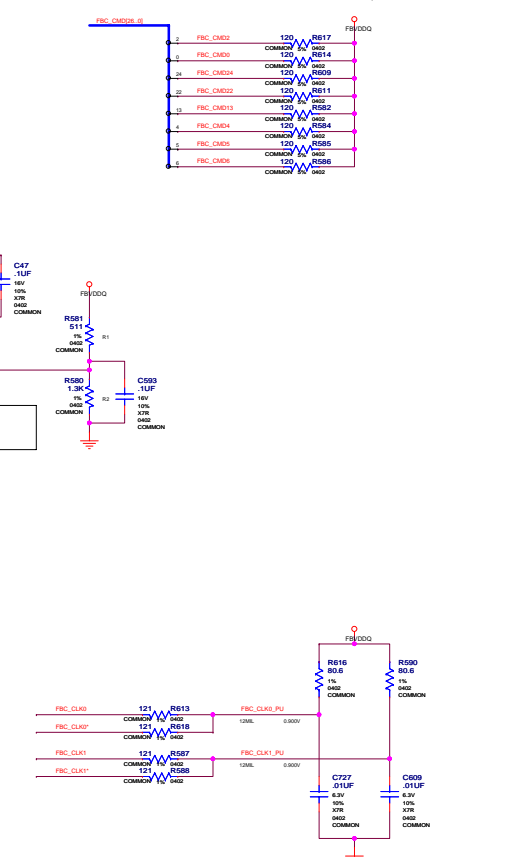 FBC_CMD[26..0]
FBVDDQ
2 FBC_CMD2 120 R617
COMMON 5% 0402
0 FBC_CMD0 120 R614
COMMON 5% 0402
24 FBC_CMD24 120 R609
COMMON 5% 0402
22 FBC_CMD22 120 R611
COMMON 5% 0402
13 FBC_CMD13 120 R582
COMMON 5% 0402
4 FBC_CMD4 120 R584
COMMON 5% 0402
5 FBC_CMD5 120 R585
COMMON 5% 0402
6 FBC_CMD6 120 R586
COMMON 5% 0402
C47
.1UF
16V
10%
X7R
0402
COMMON
FBVDDQ
R581
511
1%
0402
COMMON
R1
R580
1.3K
1%
0402
COMMON
R2
C593
.1UF
16V
10%
X7R
0402
COMMON
FBVDDQ
R616
80.6
1%
0402
COMMON
R590
80.6
1%
0402
COMMON
FBC_CLK0 121 R613 FBC_CLK0_PU
COMMON 1% 0402 12MIL 0.900V
FBC_CLK0* 121 R618
COMMON 1% 0402
FBC_CLK1 121 R587 FBC_CLK1_PU
COMMON 1% 0402 12MIL 0.900V
FBC_CLK1* 121 R588
COMMON 1% 0402
C727
.01UF
6.3V
10%
X7R
0402
COMMON
C609
.01UF
6.3V
10%
X7R
0402
COMMON